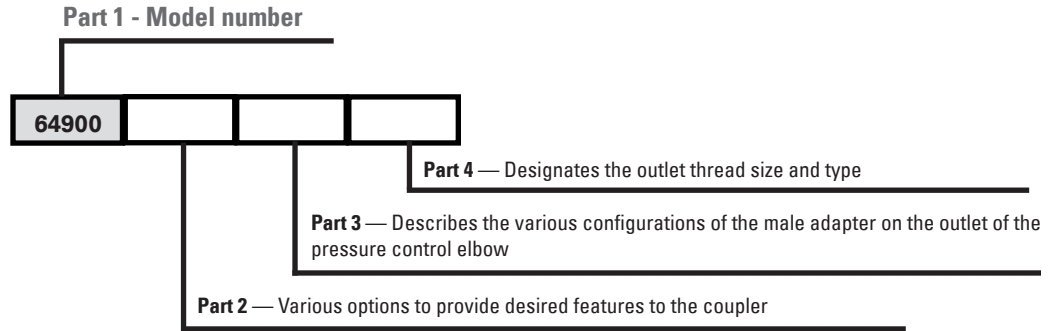 Part 1 - Model number
64900
Part 4 — Designates the outlet thread size and type
Part 3 — Describes the various configurations of the male adapter on the outlet of the
pressure control elbow
Part 2 — Various options to provide desired features to the coupler